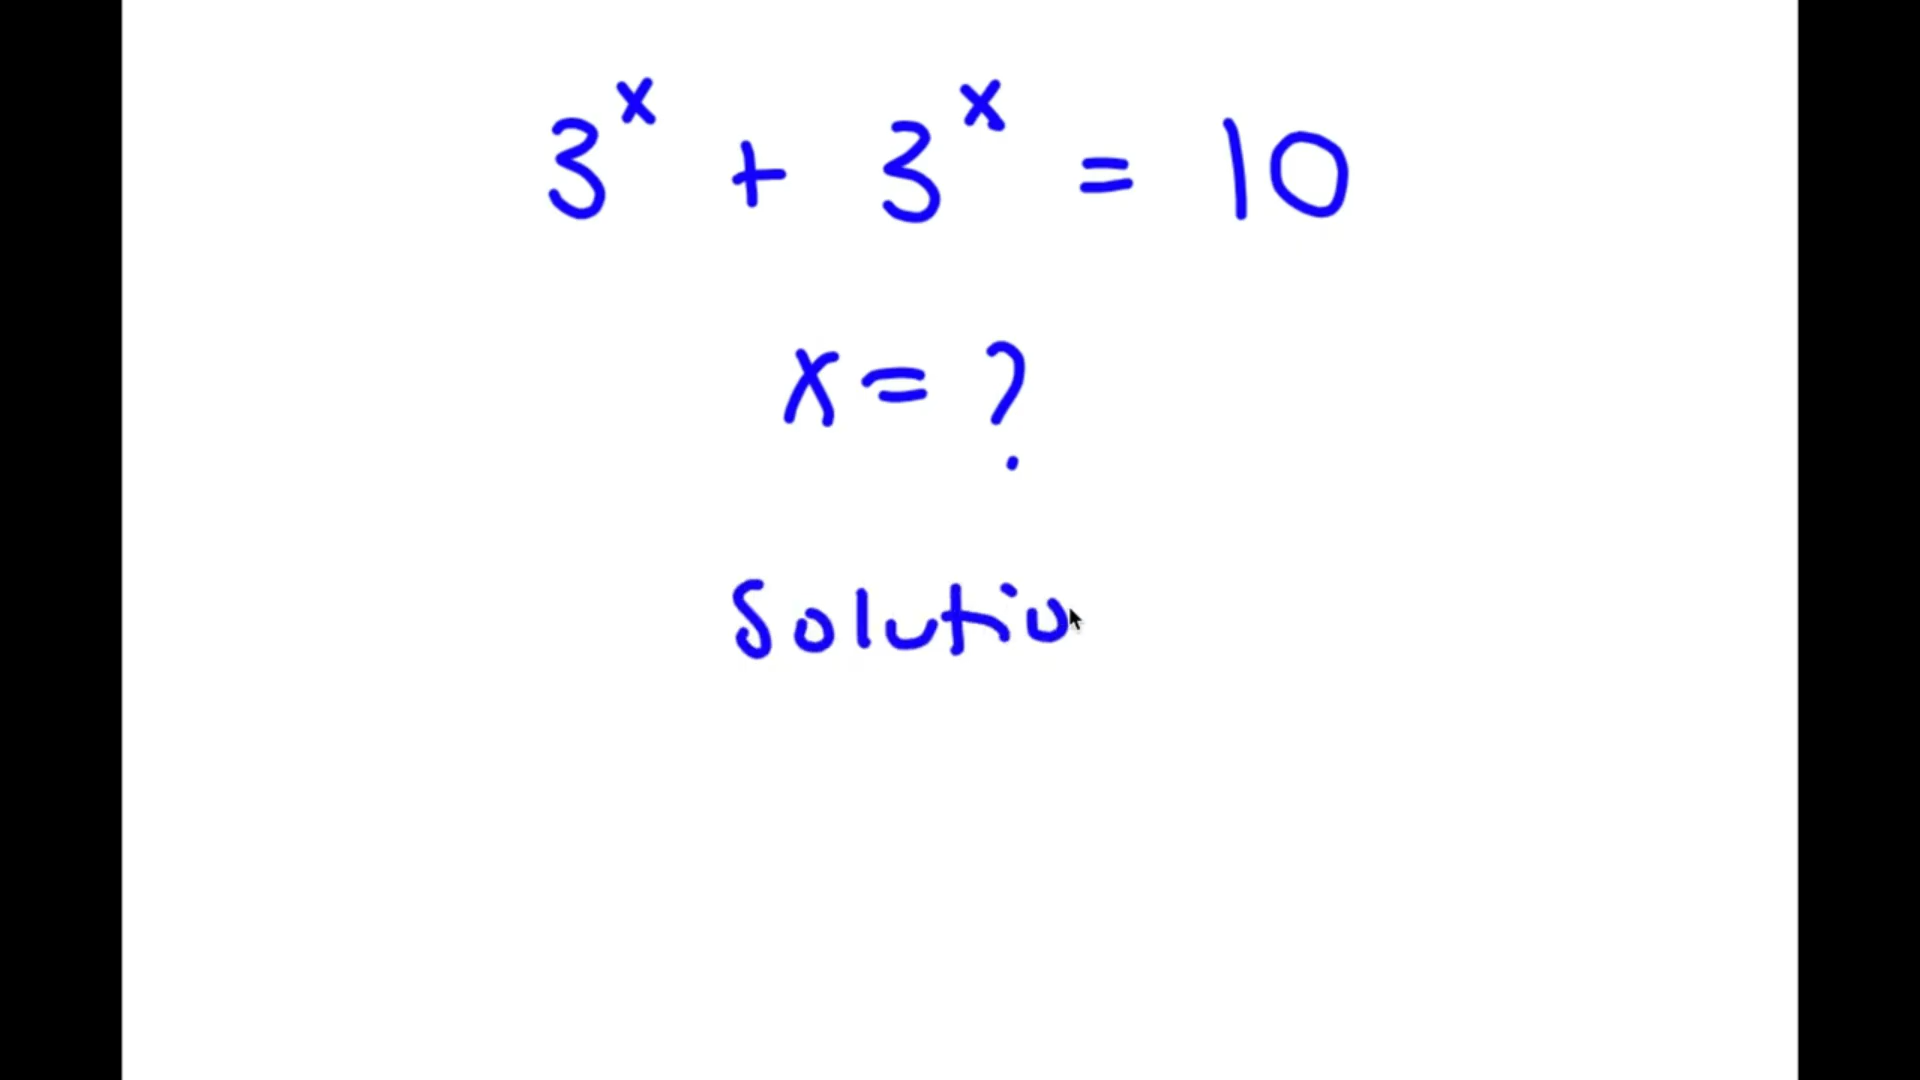 3^x + 3^x = 10
x = ?
Solutio